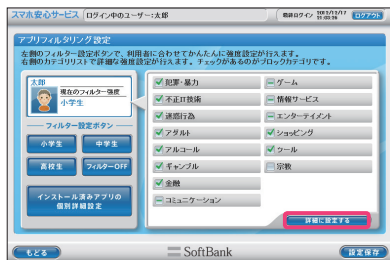 スマホ安心サービス ログイン中のユーザー:太郎
最終ログイン 2012/12/17 21:03:26
ログアウト
アプリフィルタリング設定
左側のフィルター設定ボタンで、利用者に合わせてかんたんに強度設定が行えます。
右側のカテゴリリストで詳細な強度設定が行えます。チェックがあるのがブロックカテゴリです。
太郎
現在のフィルター強度
小学生
フィルター設定ボタン
小学生
中学生
高校生
フィルターOFF
インストール済みアプリの
個別詳細設定
犯罪・暴力
不正IT技術
迷惑行為
アダルト
アルコール
ギャンブル
金融
コミュニケーション
ゲーム
情報サービス
エンターテイメント
ショッピング
ツール
宗教
詳細に設定する
もどる
SoftBank
設定保存